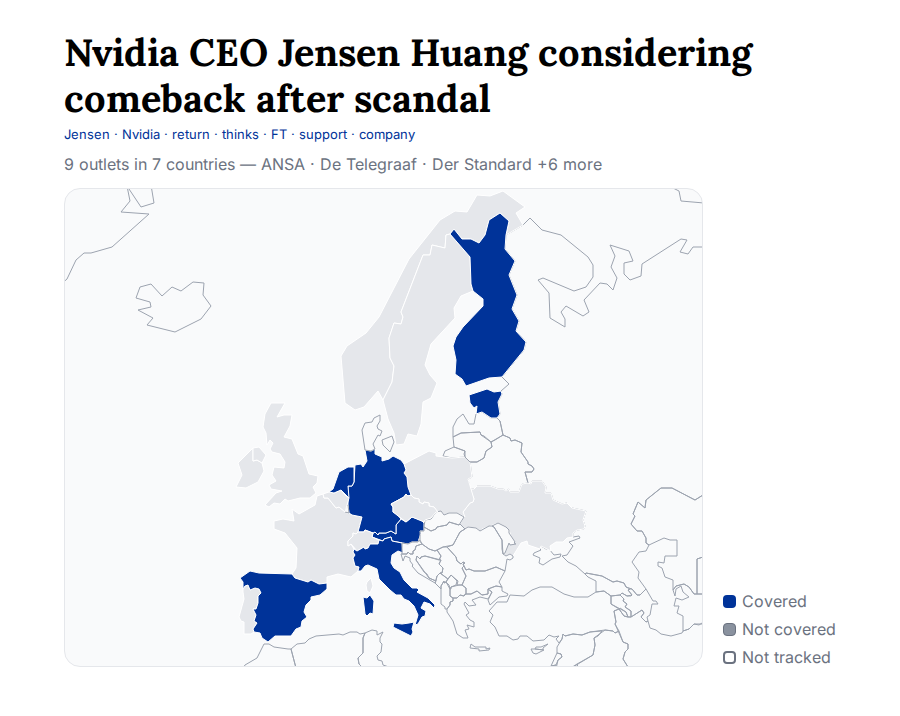 Nvidia CEO Jensen Huang considering
comeback after scandal
Jensen · Nvidia · return · thinks · FT · support · company
9 outlets in 7 countries — ANSA · De Telegraaf · Der Standard +6 more
Covered
Not covered
Not tracked